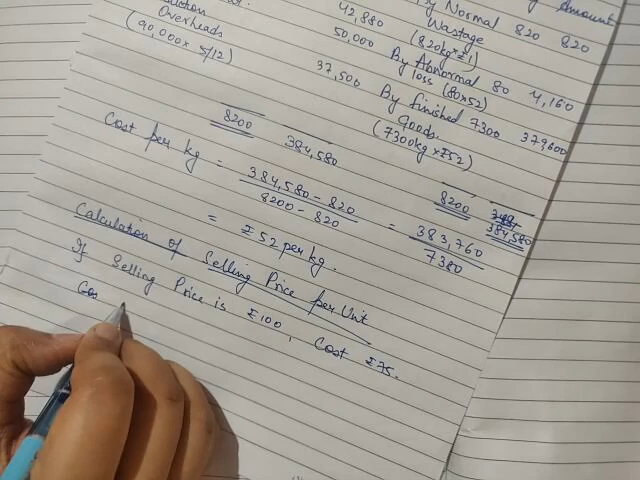 Amount
By Normal 820 820
Wastage
(820kg×₹1)
Overheads
(90,000× 5/12)
42,880
50,000
37,500
By Abnormal 80 4,160
loss (80×52)
By finished 7300 379600
Goods
(7300kg×₹52)
8200 384,580
8200 384,580
Cost per kg = 384,580 - 820 = 383,760
8200 - 820 7380
= ₹52 per kg.
Calculation of Selling Price per Unit
If Selling Price is ₹100, Cost ₹75.
Cos